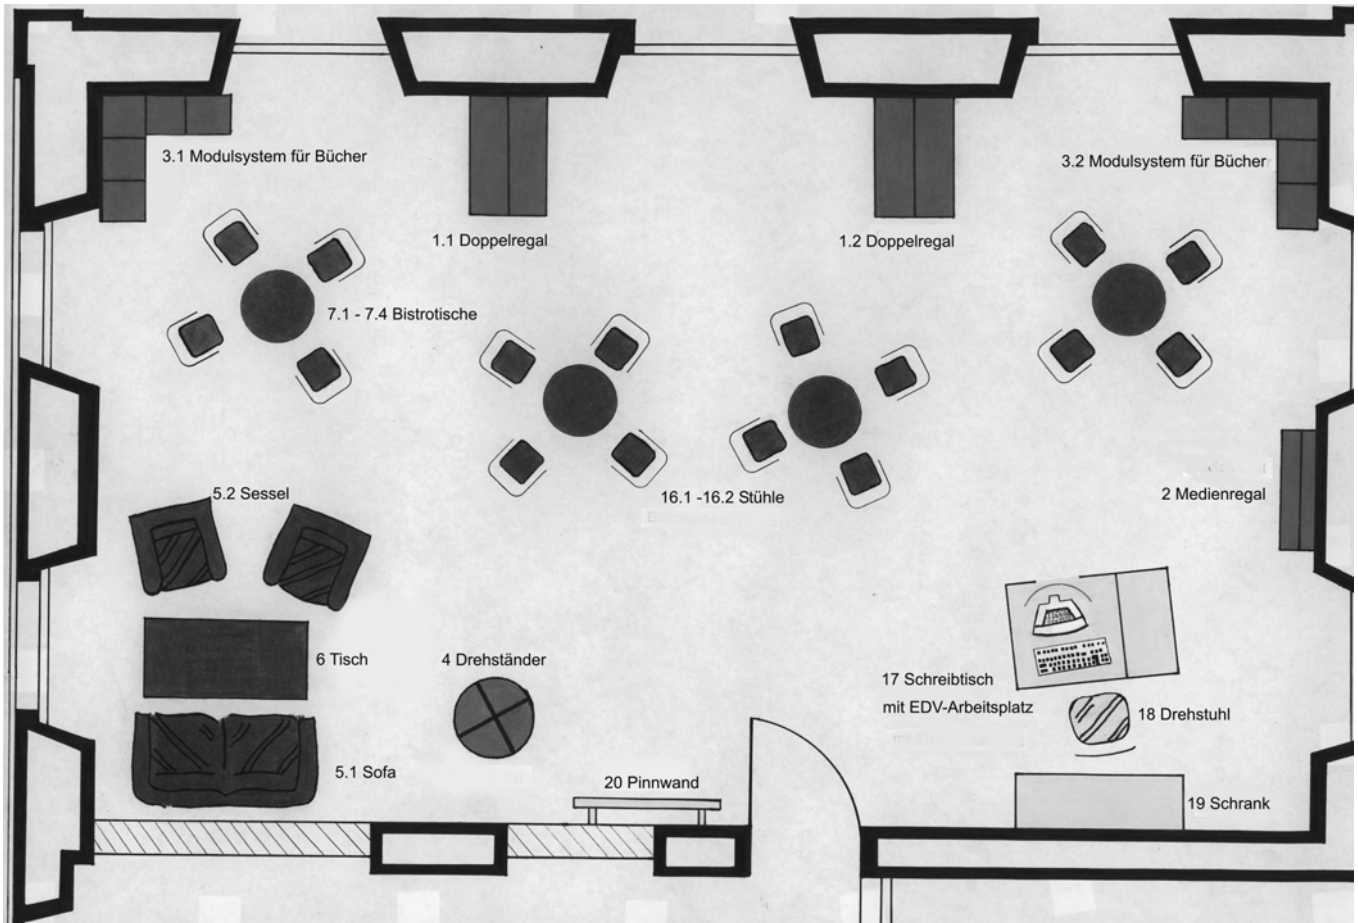 3.1 Modulsystem für Bücher
3.2 Modulsystem für Bücher
1.1 Doppelregal
1.2 Doppelregal
7.1 - 7.4 Bistrotische
5.2 Sessel
16.1 -16.2 Stühle
2 Medienregal
6 Tisch
4 Drehständer
17 Schreibtisch
mit EDV-Arbeitsplatz
18 Drehstuhl
5.1 Sofa
20 Pinnwand
19 Schrank